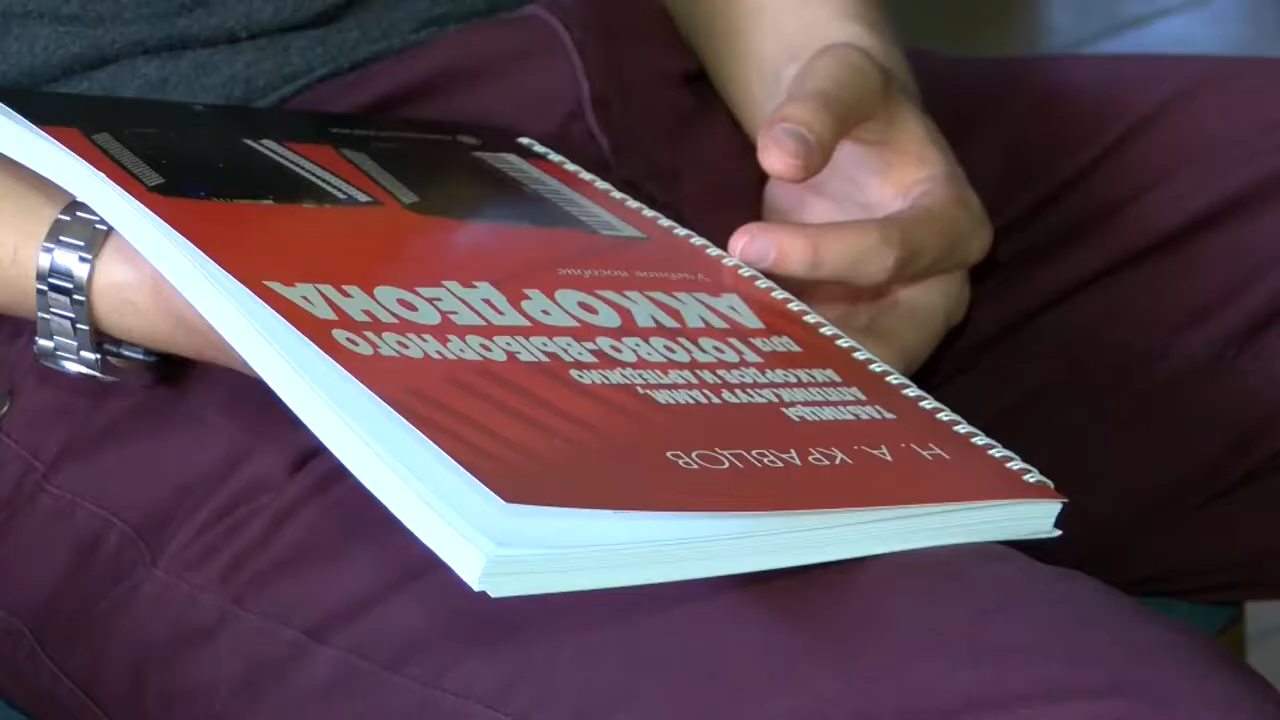 Н. А. КРАВЦОВ
ТАБЛИЦЫ
АППЛИКАТУР ГАММ,
АККОРДОВ И АРПЕДЖИО
ДЛЯ ГОТОВО-ВЫБОРНОГО
АККОРДЕОНА
Учебное пособие